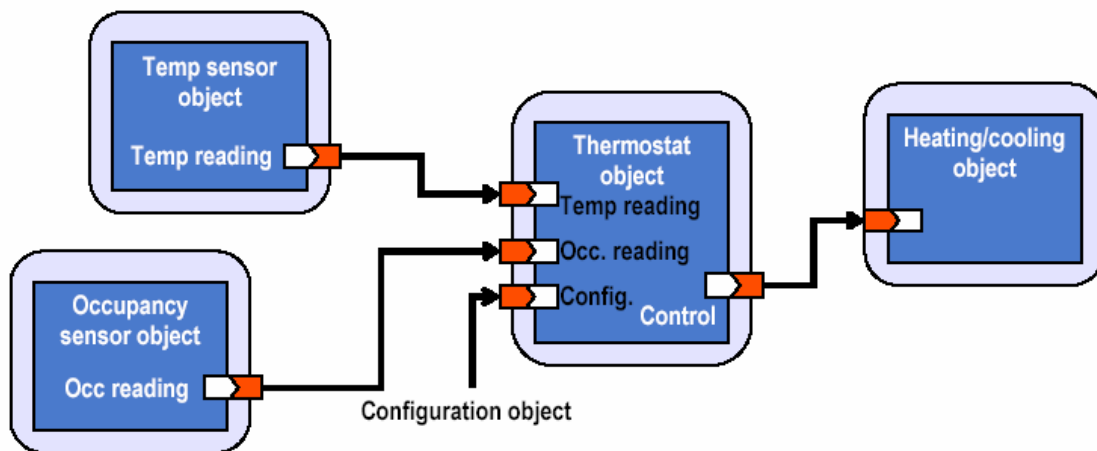 Temp sensor
object
Temp reading
Occupancy
sensor object
Occ reading
Configuration object
Thermostat
object
Temp reading
Occ. reading
Config.
Control
Heating/cooling
object